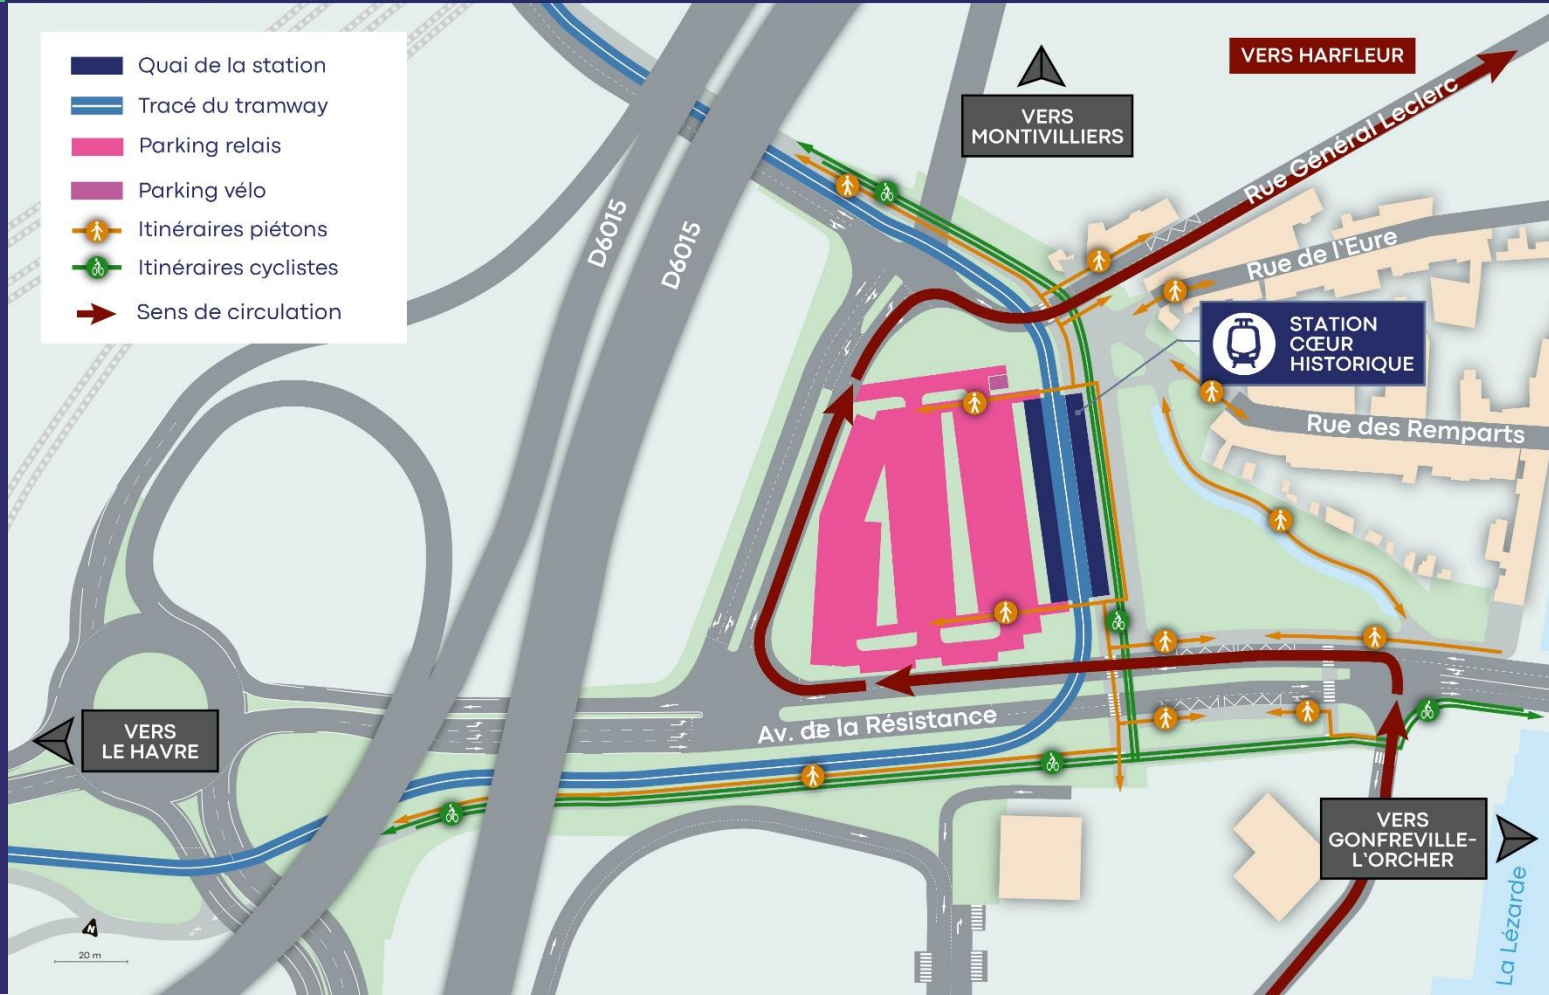 Quai de la station
Tracé du tramway
Parking relais
Parking vélo
Itinéraires piétons
Itinéraires cyclistes
Sens de circulation
VERS HARFLEUR
VERS
MONTIVILLIERS
Rue Général Leclerc
D6015
D6015
Rue de l'Eure
STATION
CŒUR
HISTORIQUE
Rue des Remparts
Av. de la Résistance
VERS
LE HAVRE
VERS
GONFREVILLE-
L'ORCHER
La Lézarde
N
20 m